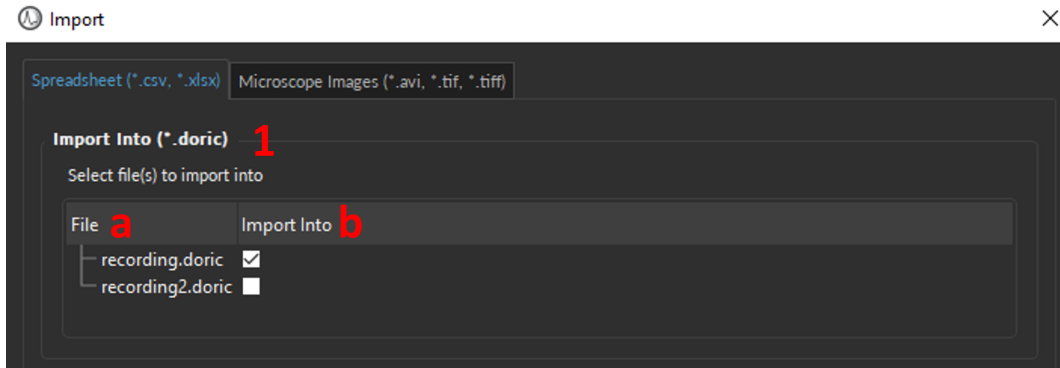 Import
Spreadsheet (*.csv, *.xlsx) Microscope Images (*.avi, *.tif, *.tiff)
Import Into (*.doric) 1
Select file(s) to import into
File a Import Into b
recording.doric
recording2.doric